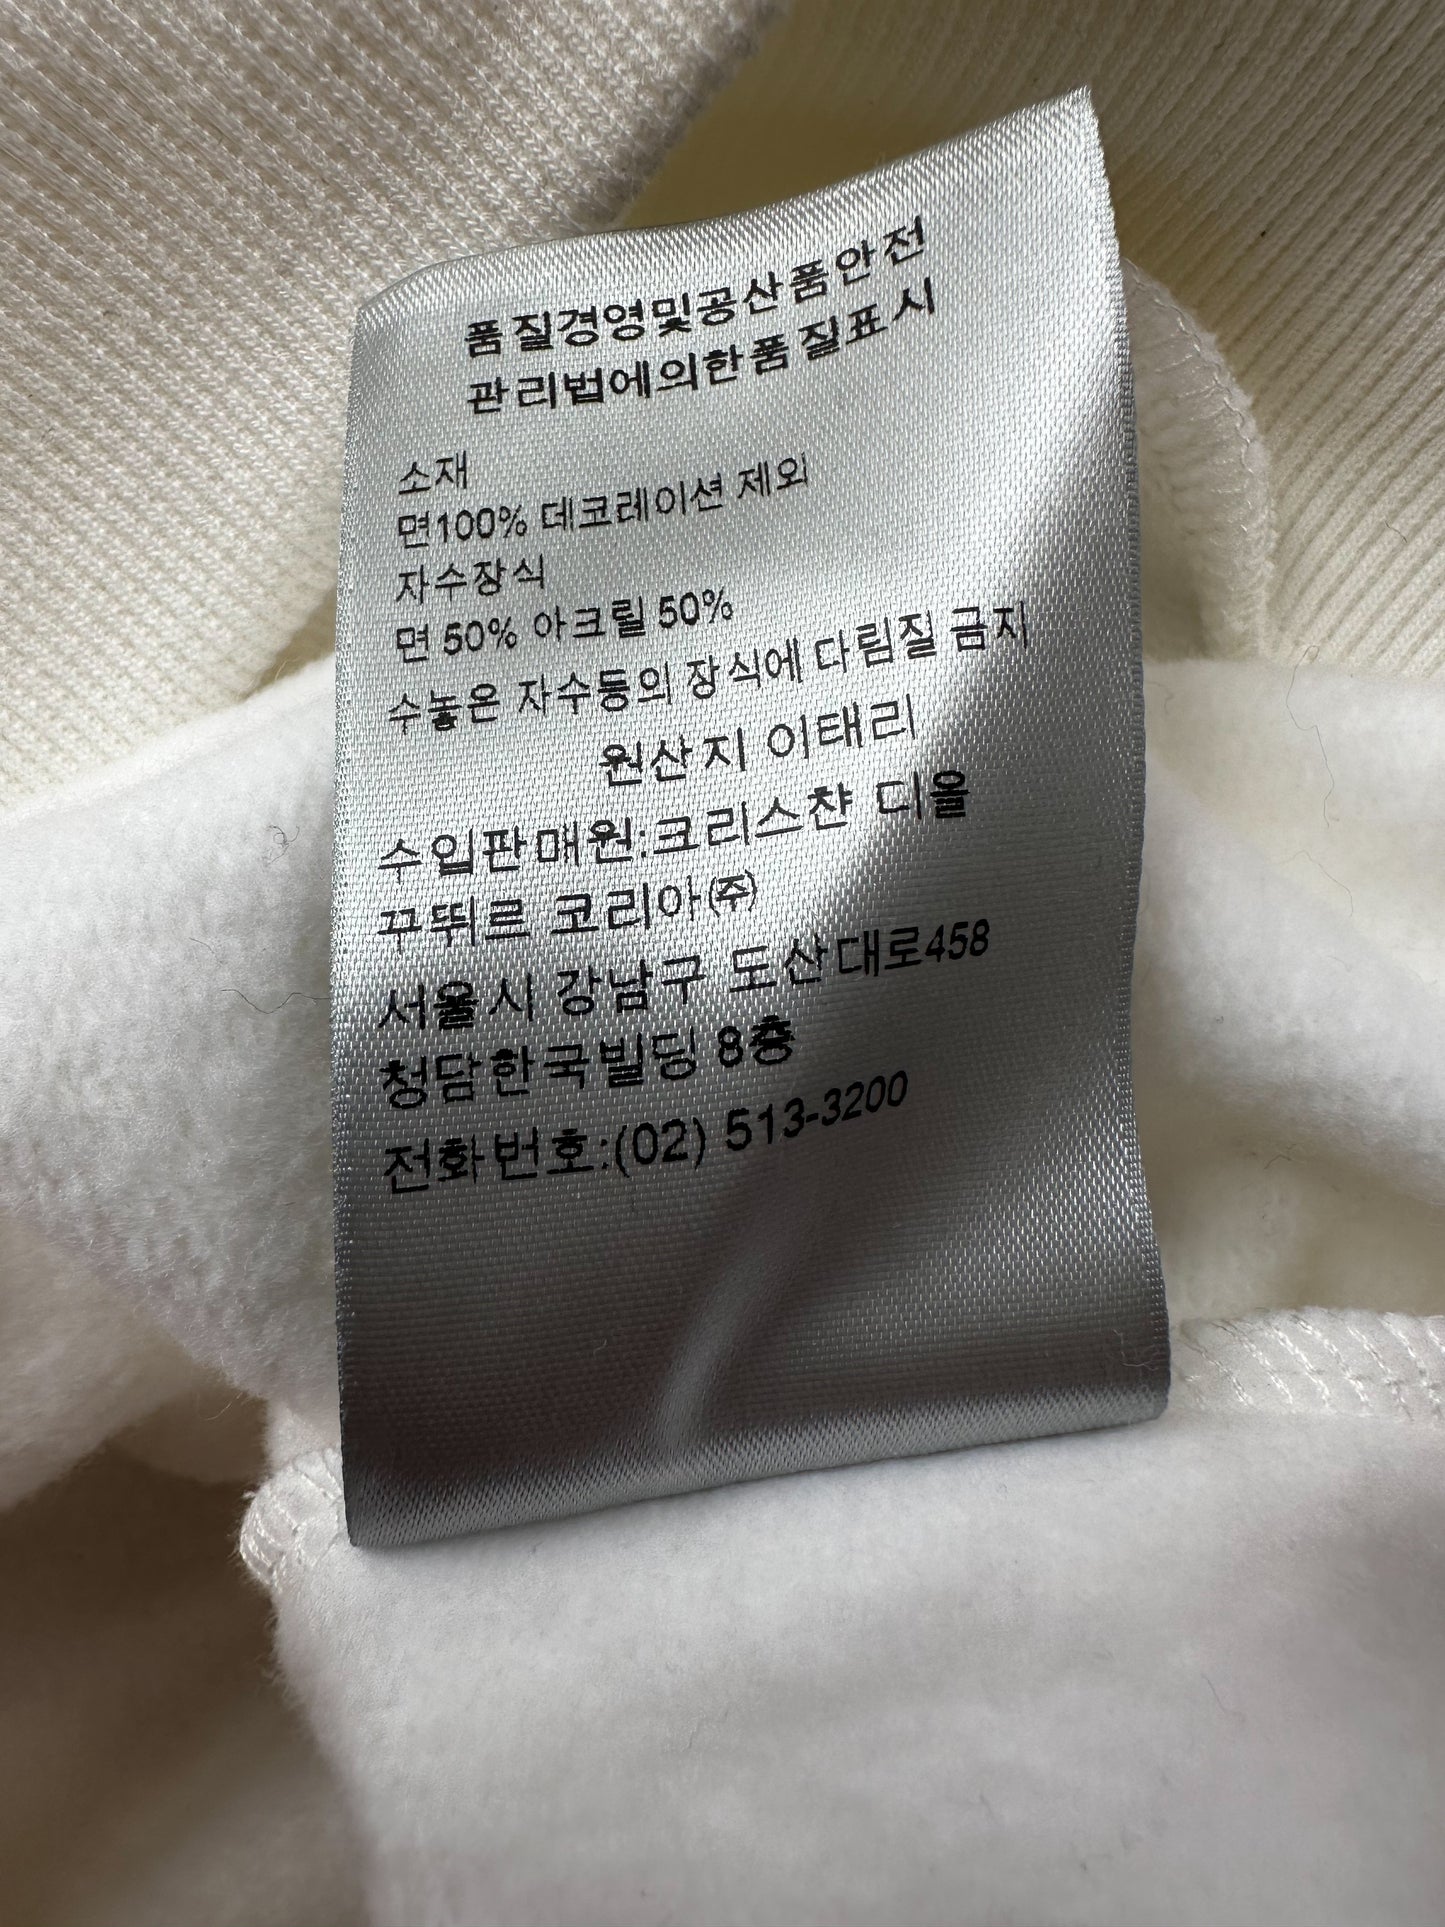 품질경영및공산품안전
관리법에의한품질표시
소재
면100% 데코레이션 제외
자수장식
면 50% 아크릴 50%
수놓은 자수등의 장식에 다림질 금지
원산지 이태리
수입판매원:크리스챤 디올
꾸뛰르 코리아㈜
서울시 강남구 도산대로458
청담한국빌딩 8층
전화번호:(02) 513-3200